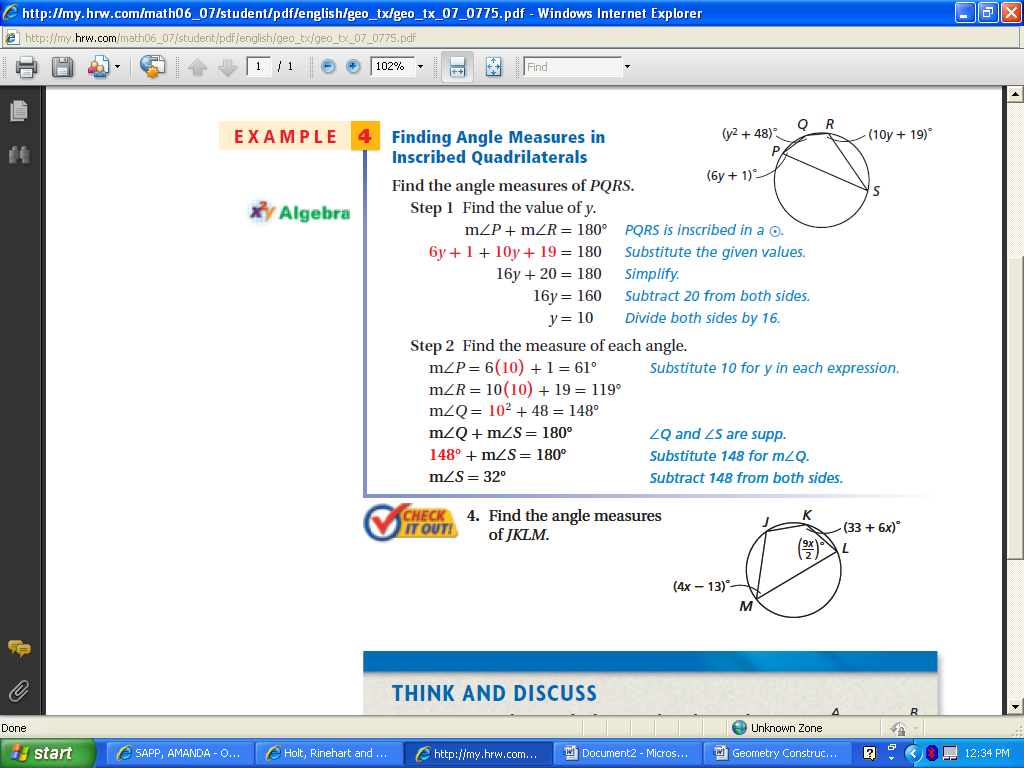 http://my.hrw.com/math06_07/student/pdf/english/geo_tx/geo_tx_07_0775.pdf - Windows Internet Explorer
http://my.hrw.com/math06_07/student/pdf/english/geo_tx/geo_tx_07_0775.pdf
1 / 1 102% Find
EXAMPLE 4 Finding Angle Measures in
Inscribed Quadrilaterals
Q R
(y² + 48)° (10y + 19)°
P
(6y + 1)°
S
Find the angle measures of PQRS.
x²y Algebra
Step 1 Find the value of y.
m∠P + m∠R = 180° PQRS is inscribed in a ⊙.
6y + 1 + 10y + 19 = 180 Substitute the given values.
16y + 20 = 180 Simplify.
16y = 160 Subtract 20 from both sides.
y = 10 Divide both sides by 16.
Step 2 Find the measure of each angle.
m∠P = 6(10) + 1 = 61° Substitute 10 for y in each expression.
m∠R = 10(10) + 19 = 119°
m∠Q = 10² + 48 = 148°
m∠Q + m∠S = 180° ∠Q and ∠S are supp.
148° + m∠S = 180° Substitute 148 for m∠Q.
m∠S = 32° Subtract 148 from both sides.
CHECK
IT OUT!
4. Find the angle measures
of JKLM.
J K
(33 + 6x)°
(9x/2)° L
(4x − 13)°
M
THINK AND DISCUSS
A B
Done Unknown Zone
start SAPP, AMANDA - O... Holt, Rinehart and ... http://my.hrw.com... Document2 - Micros... Geometry Construc... 12:34 PM